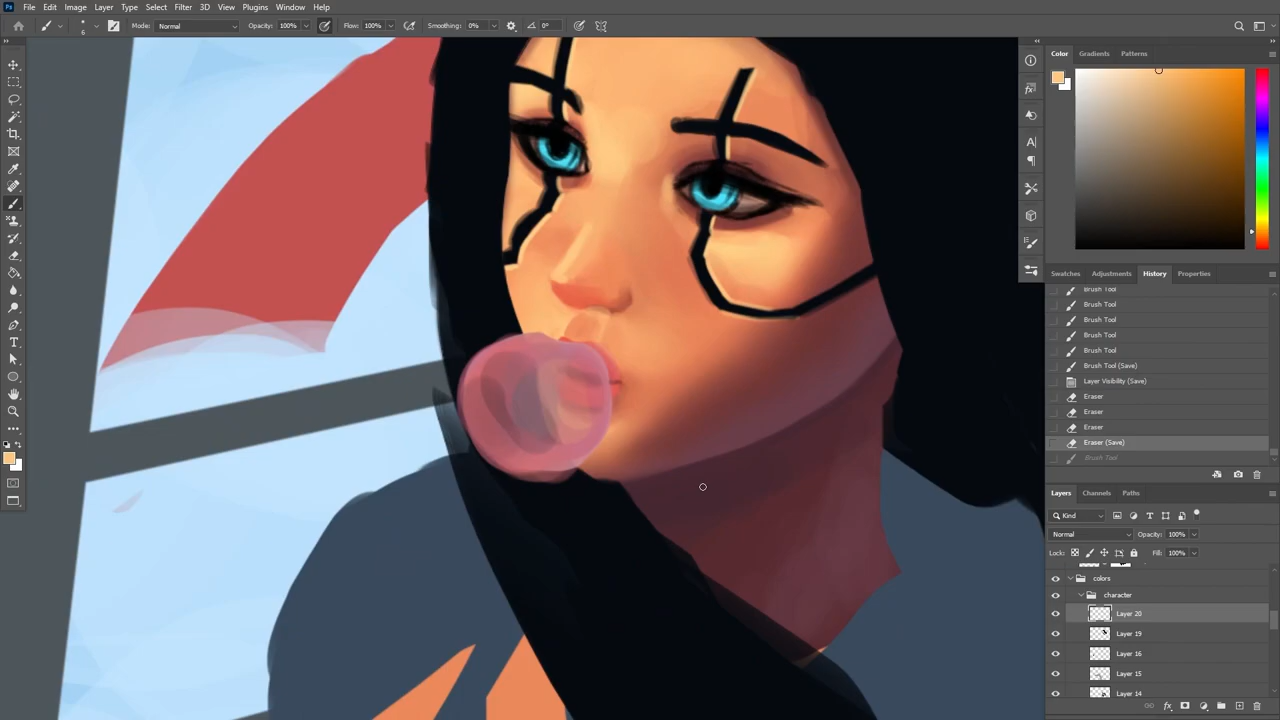 Ps File Edit Image Layer Type Select Filter 3D View Plugins Window Help
6 Mode: Normal Opacity: 100% Flow: 100% Smoothing: 0% 0°
Color Gradients Patterns
Swatches Adjustments History Properties
Brush Tool
Brush Tool
Brush Tool
Brush Tool
Brush Tool
Brush Tool (Save)
Layer Visibility (Save)
Eraser
Eraser
Eraser
Eraser (Save)
Brush Tool
Layers Channels Paths
Kind
Normal Opacity: 100%
Lock: Fill: 100%
colors
character
Layer 20
Layer 19
Layer 16
Layer 15
Layer 14